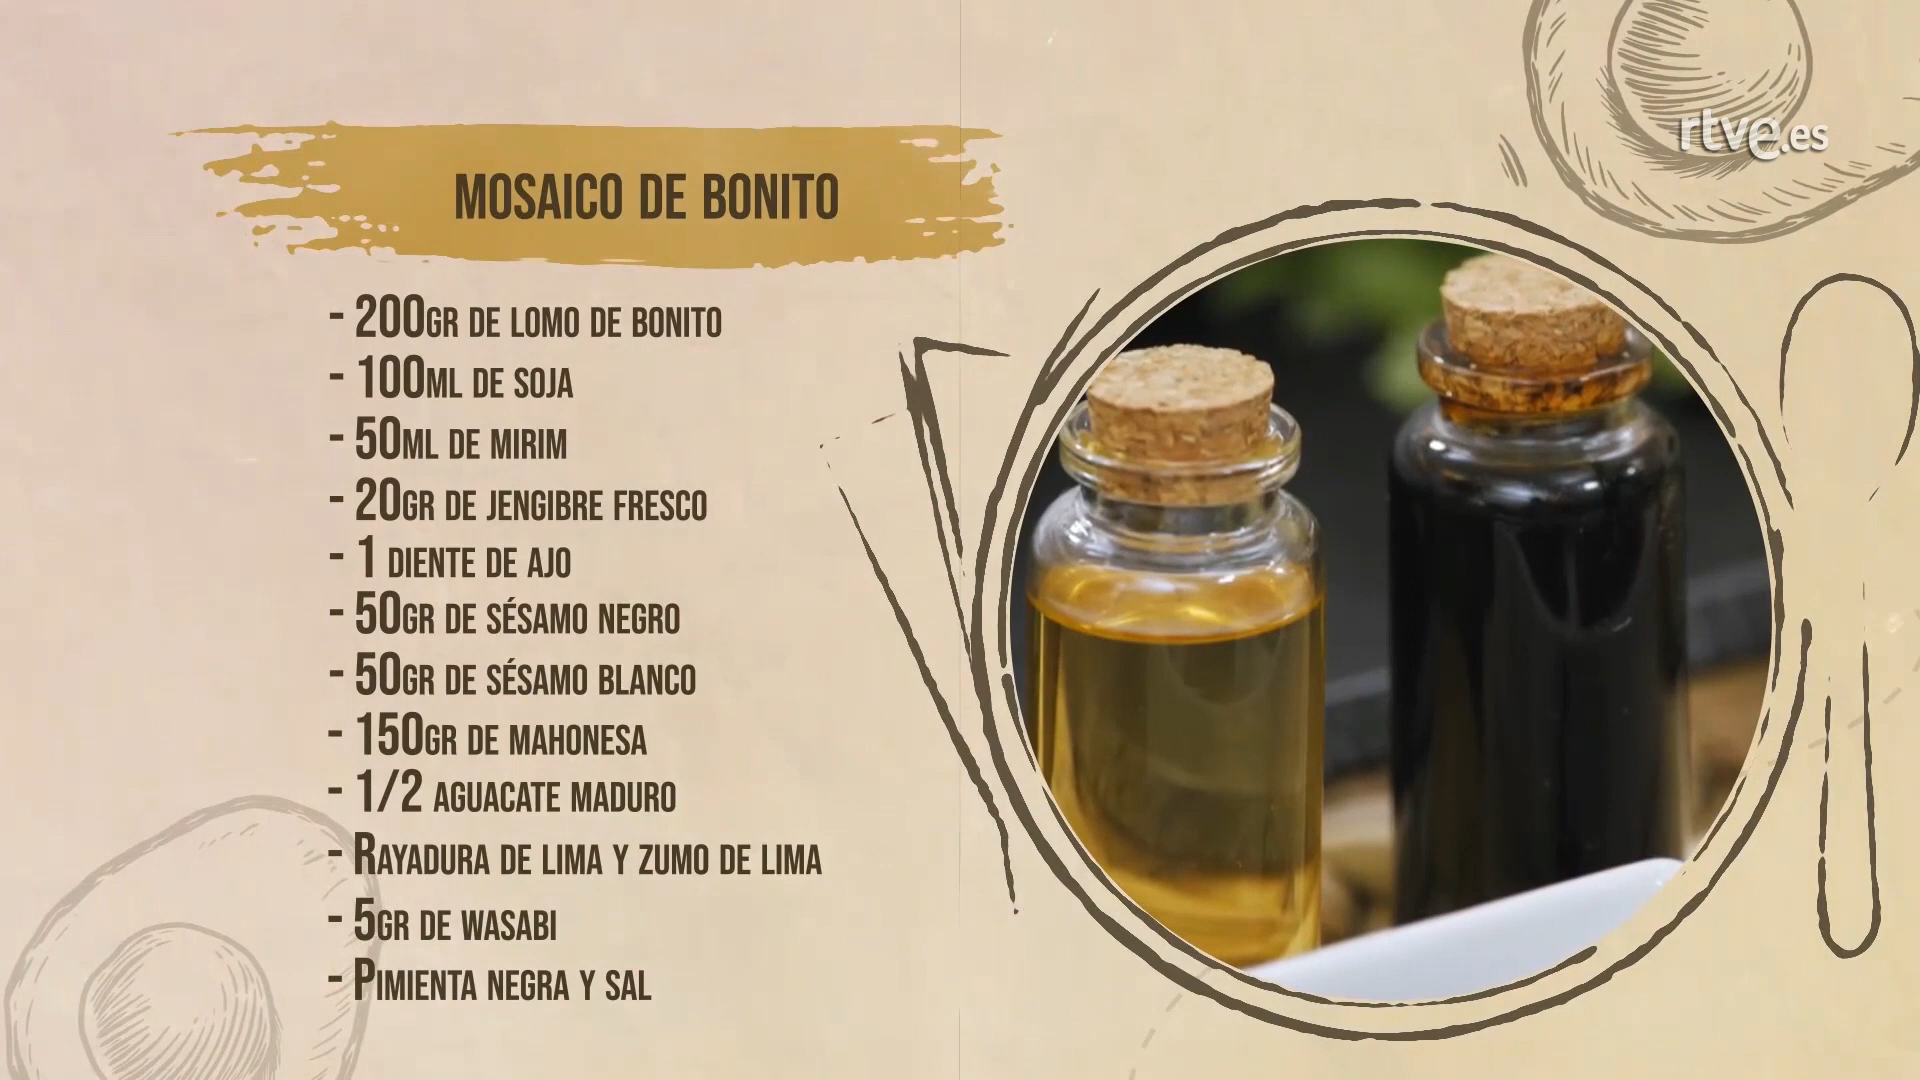 rtve.es
MOSAICO DE BONITO
- 200GR DE LOMO DE BONITO
- 100ML DE SOJA
- 50ML DE MIRIM
- 20GR DE JENGIBRE FRESCO
- 1 DIENTE DE AJO
- 50GR DE SÉSAMO NEGRO
- 50GR DE SÉSAMO BLANCO
- 150GR DE MAHONESA
- 1/2 AGUACATE MADURO
- RAYADURA DE LIMA Y ZUMO DE LIMA
- 5GR DE WASABI
- PIMIENTA NEGRA Y SAL